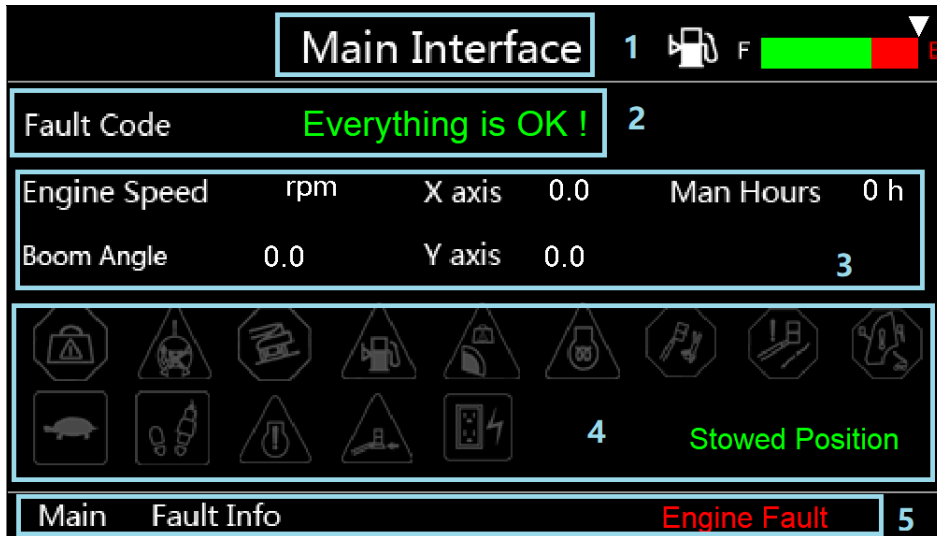 Main Interface 1 F E
Fault Code Everything is OK ! 2
Engine Speed rpm X axis 0.0 Man Hours 0 h
Boom Angle 0.0 Y axis 0.0 3
4 Stowed Position
Main Fault Info Engine Fault 5